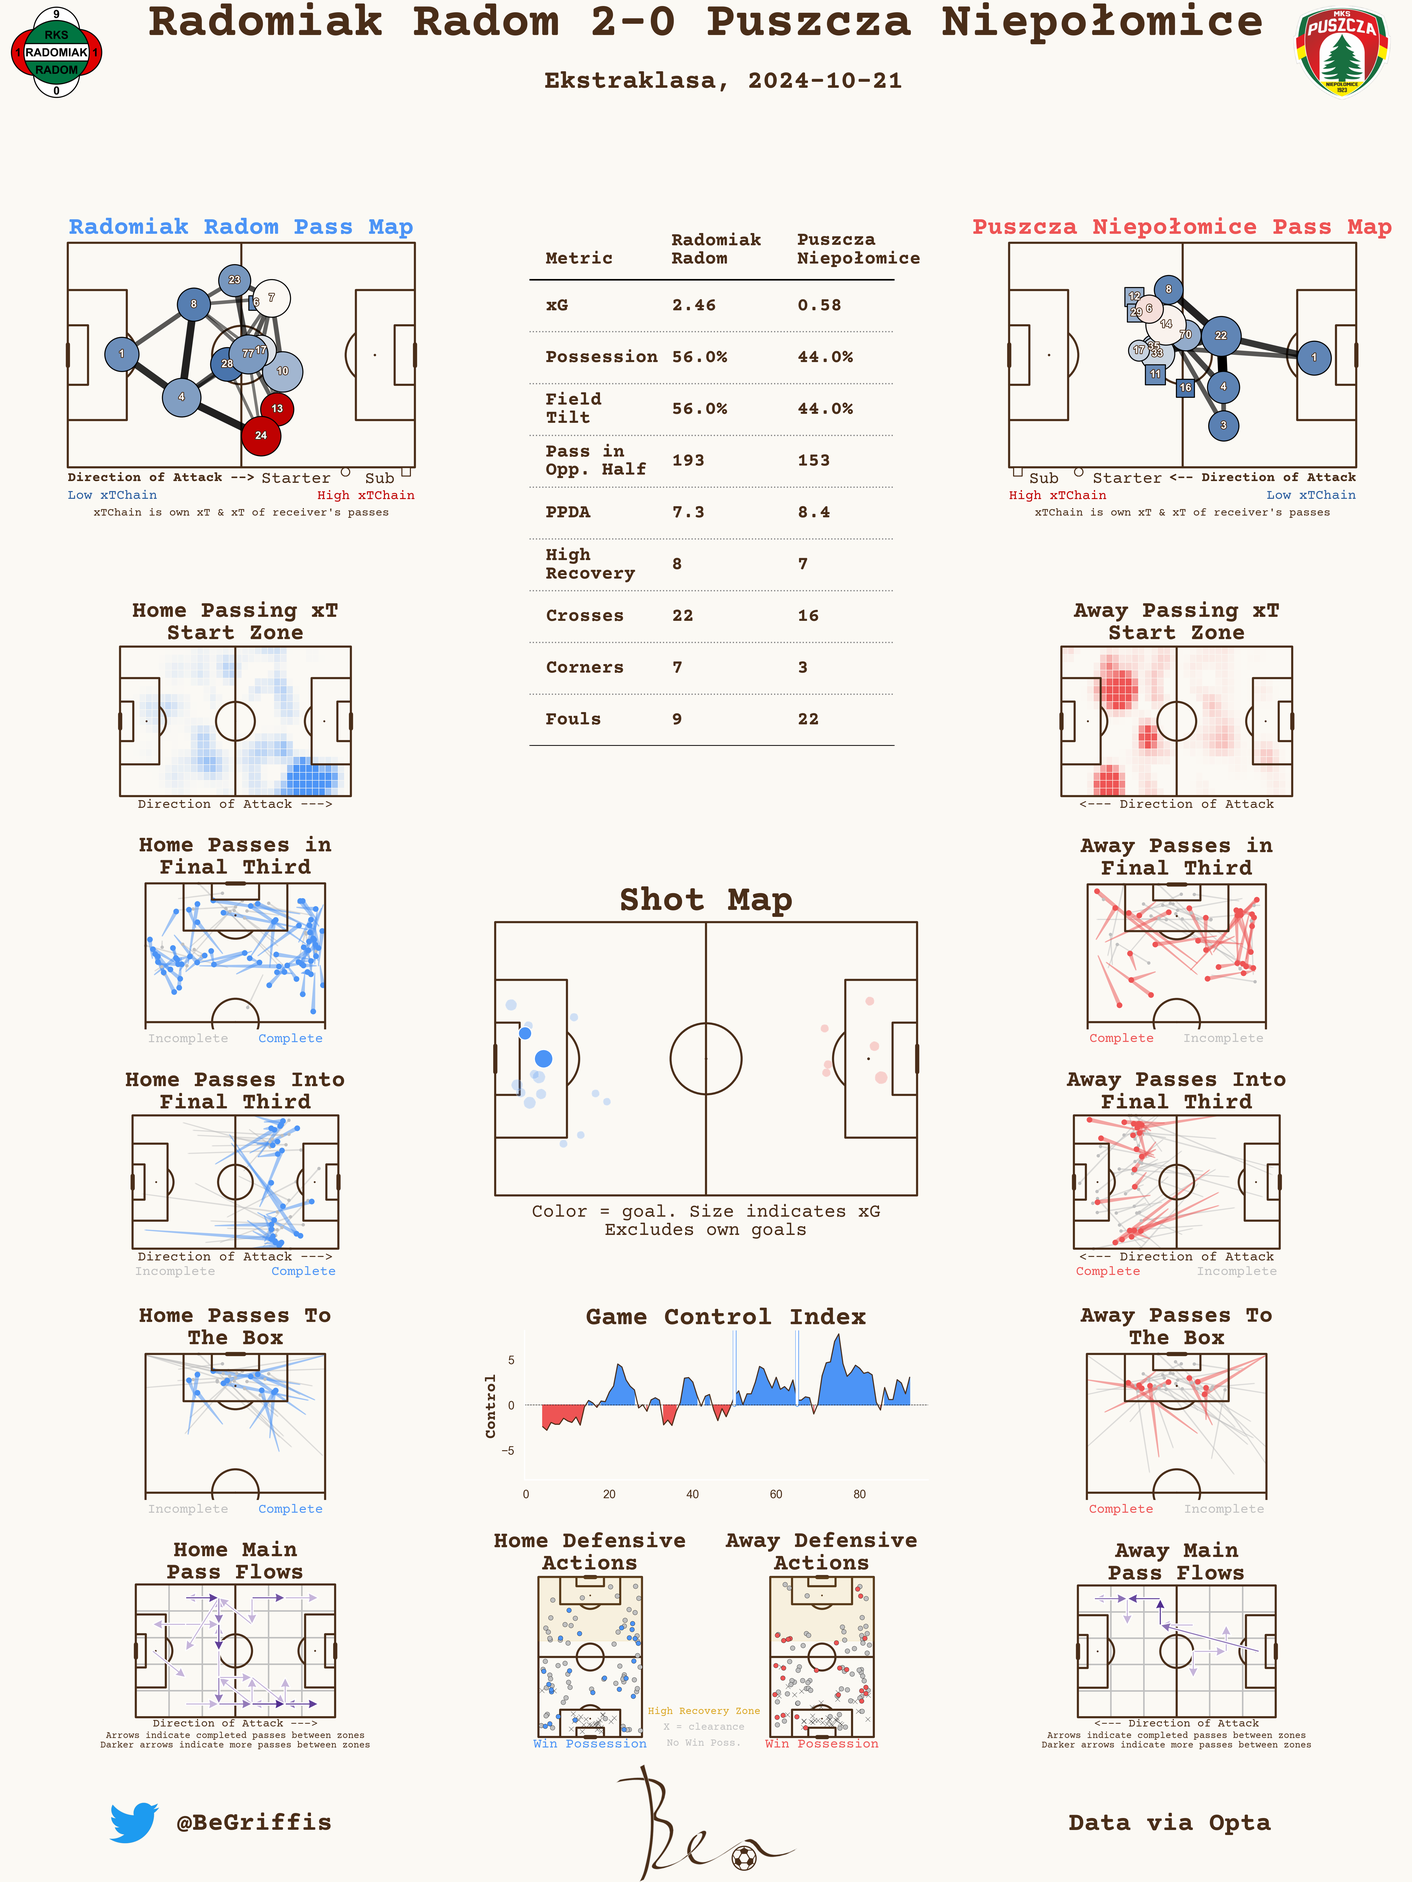 Radomiak Radom 2-0 Puszcza Niepołomice
Ekstraklasa, 2024-10-21
9
RKS
1 RADOMIAK 1
RADOM
0
MKS
PUSZCZA
NIEPOŁOMICE
1923
Radomiak Radom Pass Map
23
8
6
7
1
28
77
17
10
4
13
24
Direction of Attack --> Starter Sub
Low xTChain High xTChain
xTChain is own xT & xT of receiver's passes
Metric Radomiak Radom Puszcza Niepołomice
xG 2.46 0.58
Possession 56.0% 44.0%
Field Tilt 56.0% 44.0%
Pass in Opp. Half 193 153
PPDA 7.3 8.4
High Recovery 8 7
Crosses 22 16
Corners 7 3
Fouls 9 22
Puszcza Niepołomice Pass Map
12
8
29
6
14
70
22
17
35
33
1
11
16
4
3
Sub Starter <-- Direction of Attack
High xTChain Low xTChain
xTChain is own xT & xT of receiver's passes
Home Passing xT
Start Zone
Direction of Attack --->
Away Passing xT
Start Zone
<--- Direction of Attack
Home Passes in
Final Third
Incomplete Complete
Away Passes in
Final Third
Complete Incomplete
Shot Map
Color = goal. Size indicates xG
Excludes own goals
Home Passes Into
Final Third
Direction of Attack --->
Incomplete Complete
Away Passes Into
Final Third
<--- Direction of Attack
Complete Incomplete
Home Passes To
The Box
Incomplete Complete
Game Control Index
Control
5
0
−5
0 20 40 60 80
Away Passes To
The Box
Complete Incomplete
Home Main
Pass Flows
Direction of Attack --->
Arrows indicate completed passes between zones
Darker arrows indicate more passes between zones
Home Defensive
Actions
Win Possession
Away Defensive
Actions
Win Possession
High Recovery Zone
X = clearance
No Win Poss.
Away Main
Pass Flows
<--- Direction of Attack
Arrows indicate completed passes between zones
Darker arrows indicate more passes between zones
@BeGriffis
Ben
Data via Opta